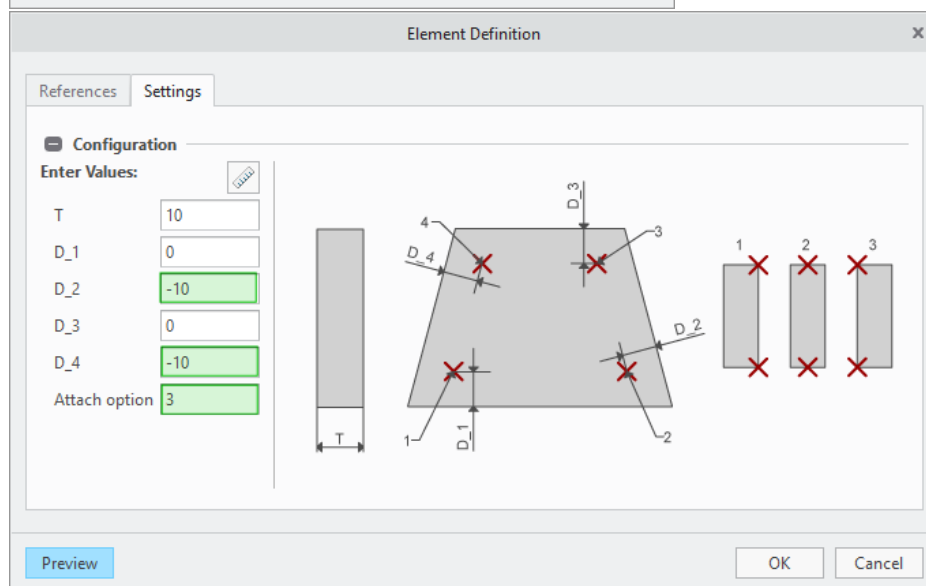 Element Definition
x
References Settings
Configuration
Enter Values:
T 10
D_1 0
D_2 -10
D_3 0
D_4 -10
Attach option 3
D_3
4
3
D_4
D_2
1
D_1
2
T
1 2 3
Preview OK Cancel